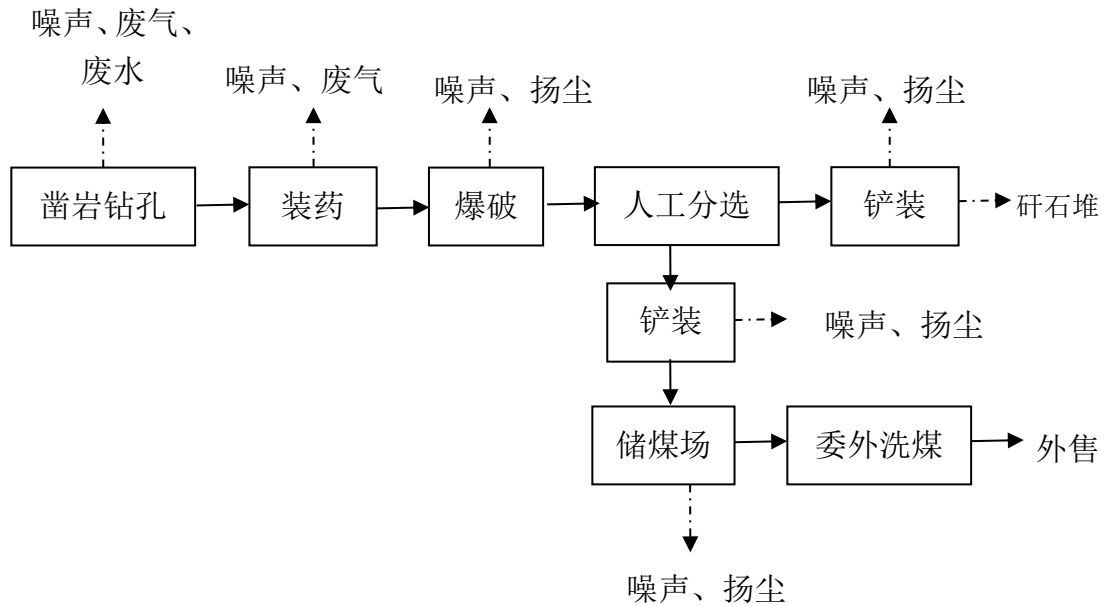 噪声、废气、
废水
噪声、废气
噪声、扬尘
噪声、扬尘
凿岩钻孔
装药
爆破
人工分选
铲装
矸石堆
铲装
噪声、扬尘
储煤场
委外洗煤
外售
噪声、扬尘